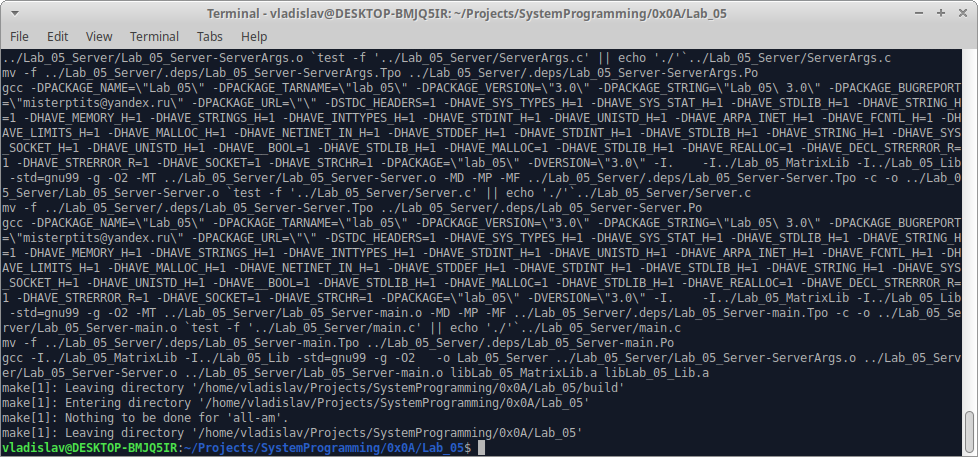 Terminal - vladislav@DESKTOP-BMJQ5IR: ~/Projects/SystemProgramming/0x0A/Lab_05
File Edit View Terminal Tabs Help
../Lab_05_Server/Lab_05_Server-ServerArgs.o `test -f '../Lab_05_Server/ServerArgs.c' || echo './'`../Lab_05_Server/ServerArgs.c
mv -f ../Lab_05_Server/.deps/Lab_05_Server-ServerArgs.Tpo ../Lab_05_Server/.deps/Lab_05_Server-ServerArgs.Po
gcc -DPACKAGE_NAME=\"Lab_05\" -DPACKAGE_TARNAME=\"lab_05\" -DPACKAGE_VERSION=\"3.0\" -DPACKAGE_STRING=\"Lab_05\ 3.0\" -DPACKAGE_BUGREPORT
=\"misterptits@yandex.ru\" -DPACKAGE_URL=\"\" -DSTDC_HEADERS=1 -DHAVE_SYS_TYPES_H=1 -DHAVE_SYS_STAT_H=1 -DHAVE_STDLIB_H=1 -DHAVE_STRING_H
=1 -DHAVE_MEMORY_H=1 -DHAVE_STRINGS_H=1 -DHAVE_INTTYPES_H=1 -DHAVE_STDINT_H=1 -DHAVE_UNISTD_H=1 -DHAVE_ARPA_INET_H=1 -DHAVE_FCNTL_H=1 -DH
AVE_LIMITS_H=1 -DHAVE_MALLOC_H=1 -DHAVE_NETINET_IN_H=1 -DHAVE_STDDEF_H=1 -DHAVE_STDINT_H=1 -DHAVE_STDLIB_H=1 -DHAVE_STRING_H=1 -DHAVE_SYS
_SOCKET_H=1 -DHAVE_UNISTD_H=1 -DHAVE__BOOL=1 -DHAVE_STDLIB_H=1 -DHAVE_MALLOC=1 -DHAVE_STDLIB_H=1 -DHAVE_REALLOC=1 -DHAVE_DECL_STRERROR_R=
1 -DHAVE_STRERROR_R=1 -DHAVE_SOCKET=1 -DHAVE_STRCHR=1 -DPACKAGE=\"lab_05\" -DVERSION=\"3.0\" -I. -I../Lab_05_MatrixLib -I../Lab_05_Lib
-std=gnu99 -g -O2 -MT ../Lab_05_Server/Lab_05_Server-Server.o -MD -MP -MF ../Lab_05_Server/.deps/Lab_05_Server-Server.Tpo -c -o ../Lab_0
5_Server/Lab_05_Server-Server.o `test -f '../Lab_05_Server/Server.c' || echo './'`../Lab_05_Server/Server.c
mv -f ../Lab_05_Server/.deps/Lab_05_Server-Server.Tpo ../Lab_05_Server/.deps/Lab_05_Server-Server.Po
gcc -DPACKAGE_NAME=\"Lab_05\" -DPACKAGE_TARNAME=\"lab_05\" -DPACKAGE_VERSION=\"3.0\" -DPACKAGE_STRING=\"Lab_05\ 3.0\" -DPACKAGE_BUGREPORT
=\"misterptits@yandex.ru\" -DPACKAGE_URL=\"\" -DSTDC_HEADERS=1 -DHAVE_SYS_TYPES_H=1 -DHAVE_SYS_STAT_H=1 -DHAVE_STDLIB_H=1 -DHAVE_STRING_H
=1 -DHAVE_MEMORY_H=1 -DHAVE_STRINGS_H=1 -DHAVE_INTTYPES_H=1 -DHAVE_STDINT_H=1 -DHAVE_UNISTD_H=1 -DHAVE_ARPA_INET_H=1 -DHAVE_FCNTL_H=1 -DH
AVE_LIMITS_H=1 -DHAVE_MALLOC_H=1 -DHAVE_NETINET_IN_H=1 -DHAVE_STDDEF_H=1 -DHAVE_STDINT_H=1 -DHAVE_STDLIB_H=1 -DHAVE_STRING_H=1 -DHAVE_SYS
_SOCKET_H=1 -DHAVE_UNISTD_H=1 -DHAVE__BOOL=1 -DHAVE_STDLIB_H=1 -DHAVE_MALLOC=1 -DHAVE_STDLIB_H=1 -DHAVE_REALLOC=1 -DHAVE_DECL_STRERROR_R=
1 -DHAVE_STRERROR_R=1 -DHAVE_SOCKET=1 -DHAVE_STRCHR=1 -DPACKAGE=\"lab_05\" -DVERSION=\"3.0\" -I. -I../Lab_05_MatrixLib -I../Lab_05_Lib
-std=gnu99 -g -O2 -MT ../Lab_05_Server/Lab_05_Server-main.o -MD -MP -MF ../Lab_05_Server/.deps/Lab_05_Server-main.Tpo -c -o ../Lab_05_Se
rver/Lab_05_Server-main.o `test -f '../Lab_05_Server/main.c' || echo './'`../Lab_05_Server/main.c
mv -f ../Lab_05_Server/.deps/Lab_05_Server-main.Tpo ../Lab_05_Server/.deps/Lab_05_Server-main.Po
gcc -I../Lab_05_MatrixLib -I../Lab_05_Lib -std=gnu99 -g -O2 -o Lab_05_Server ../Lab_05_Server/Lab_05_Server-ServerArgs.o ../Lab_05_Serv
er/Lab_05_Server-Server.o ../Lab_05_Server/Lab_05_Server-main.o libLab_05_MatrixLib.a libLab_05_Lib.a
make[1]: Leaving directory '/home/vladislav/Projects/SystemProgramming/0x0A/Lab_05/build'
make[1]: Entering directory '/home/vladislav/Projects/SystemProgramming/0x0A/Lab_05'
make[1]: Nothing to be done for 'all-am'.
make[1]: Leaving directory '/home/vladislav/Projects/SystemProgramming/0x0A/Lab_05'
vladislav@DESKTOP-BMJQ5IR:~/Projects/SystemProgramming/0x0A/Lab_05$